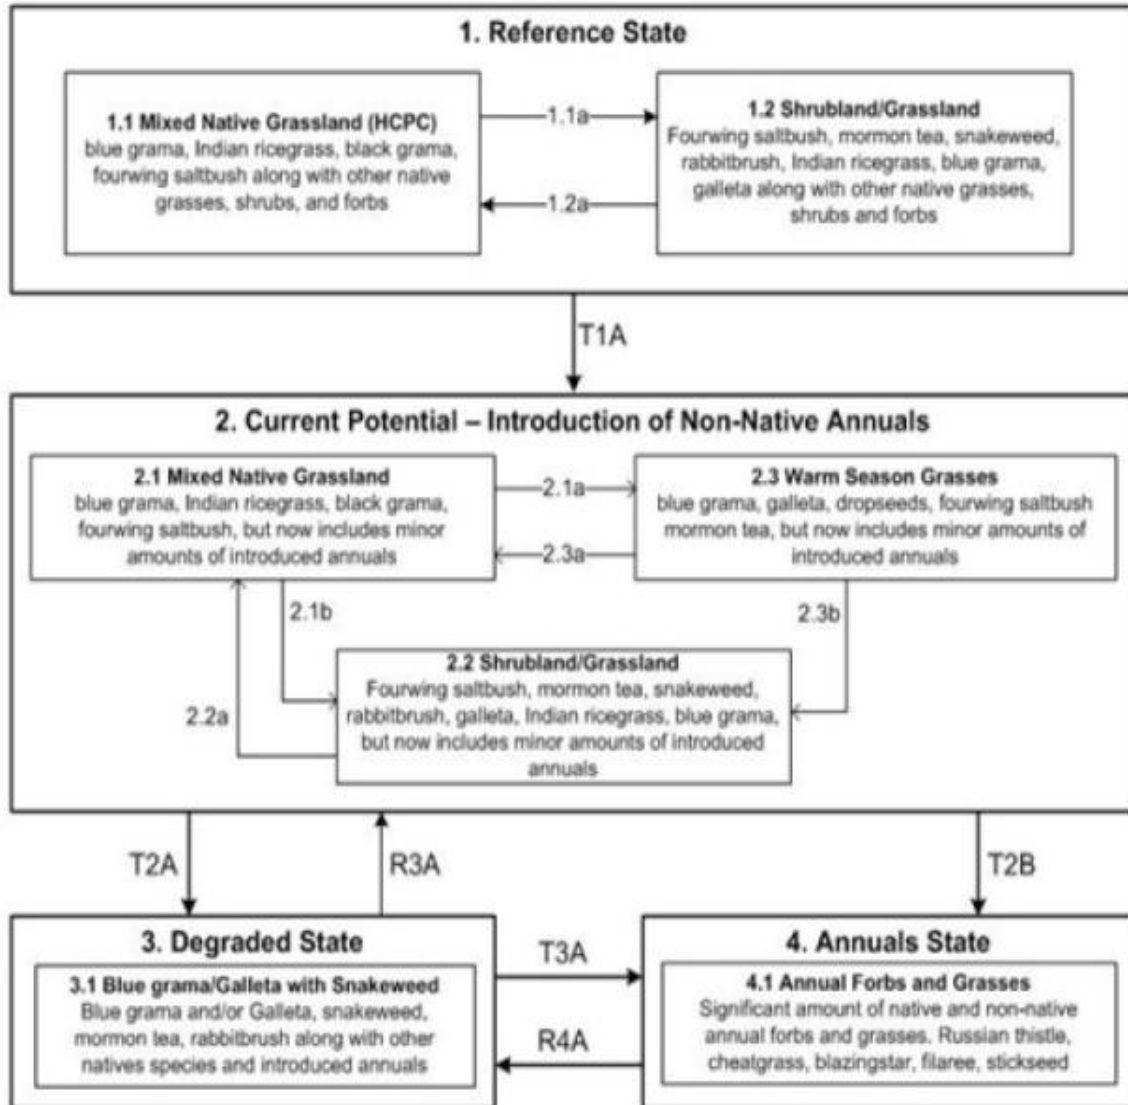 1. Reference State
1.1 Mixed Native Grassland (HCPC)
blue grama, Indian ricegrass, black grama,
fourwing saltbush along with other native
grasses, shrubs, and forbs
1.1a
1.2a
1.2 Shrubland/Grassland
Fourwing saltbush, mormon tea, snakeweed,
rabbitbrush, Indian ricegrass, blue grama,
galleta along with other native grasses,
shrubs and forbs
T1A
2. Current Potential – Introduction of Non-Native Annuals
2.1 Mixed Native Grassland
blue grama, Indian ricegrass, black grama,
fourwing saltbush, but now includes minor
amounts of introduced annuals
2.1a
2.3a
2.3 Warm Season Grasses
blue grama, galleta, dropseeds, fourwing saltbush
mormon tea, but now includes minor amounts of
introduced annuals
2.1b
2.3b
2.2a
2.2 Shrubland/Grassland
Fourwing saltbush, mormon tea, snakeweed,
rabbitbrush, galleta, Indian ricegrass, blue grama,
but now includes minor amounts of introduced
annuals
T2A
R3A
T2B
3. Degraded State
3.1 Blue grama/Galleta with Snakeweed
Blue grama and/or Galleta, snakeweed,
mormon tea, rabbitbrush along with other
natives species and introduced annuals
T3A
R4A
4. Annuals State
4.1 Annual Forbs and Grasses
Significant amount of native and non-native
annual forbs and grasses. Russian thistle,
cheatgrass, blazingstar, filaree, stickseed